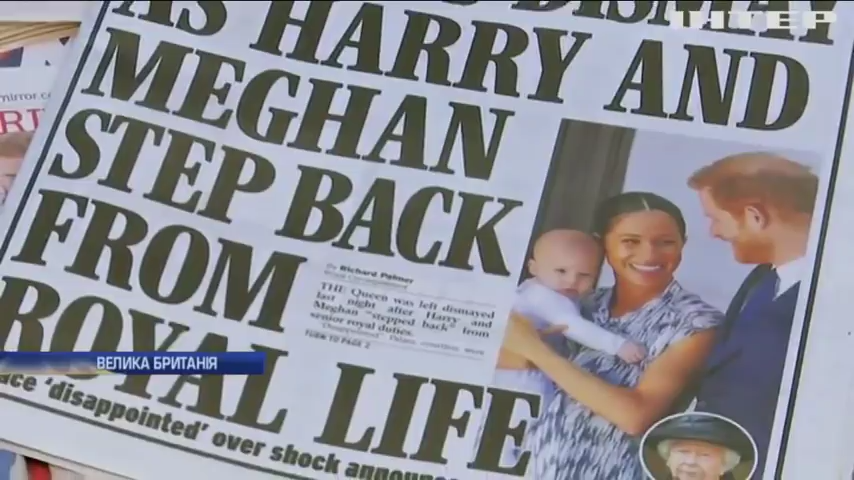 ІНТЕР
AS HARRY AND
MEGHAN
STEP BACK
FROM
ROYAL LIFE
By Richard Palmer
THE Queen was left dismayed
last night after Harry and
Meghan "stepped back" from
senior royal duties.
TURN TO PAGE 2
'disappointed' over shock
mirror.co
ВЕЛИКА БРИТАНІЯ